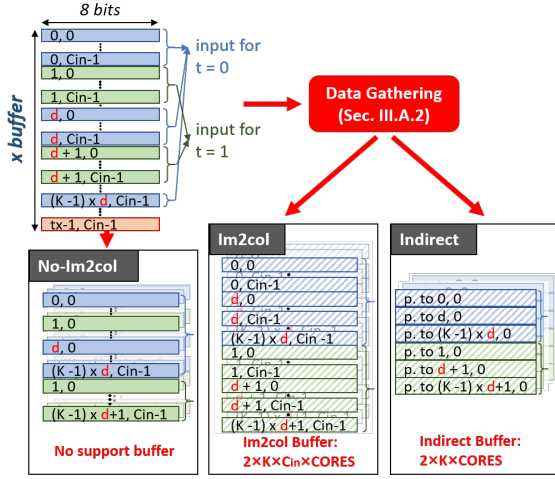 8 bits
x buffer
0, 0
0, Cin-1
1, 0
1, Cin-1
d, 0
d, Cin-1
d + 1, 0
d + 1, Cin-1
(K -1) x d, Cin-1
tx-1, Cin-1
input for
t = 0
input for
t = 1
Data Gathering
(Sec. III.A.2)
No-Im2col
0, 0
1, 0
d, 0
(K -1) x d, Cin-1
1, 0
(K -1) x d+1, Cin-1
No support buffer
Im2col
0, 0
0, Cin-1
d, 0
d, Cin-1
(K -1) x d, Cin -1
1, 0
1, Cin-1
d + 1, 0
d + 1, Cin-1
(K -1) x d+1, Cin-1
Im2col Buffer:
2×K×Cin×CORES
Indirect
p. to 0, 0
p. to d, 0
p. to (K -1) x d, 0
p. to 1, 0
p. to d + 1, 0
p. to (K -1) x d+1, 0
Indirect Buffer:
2×K×CORES